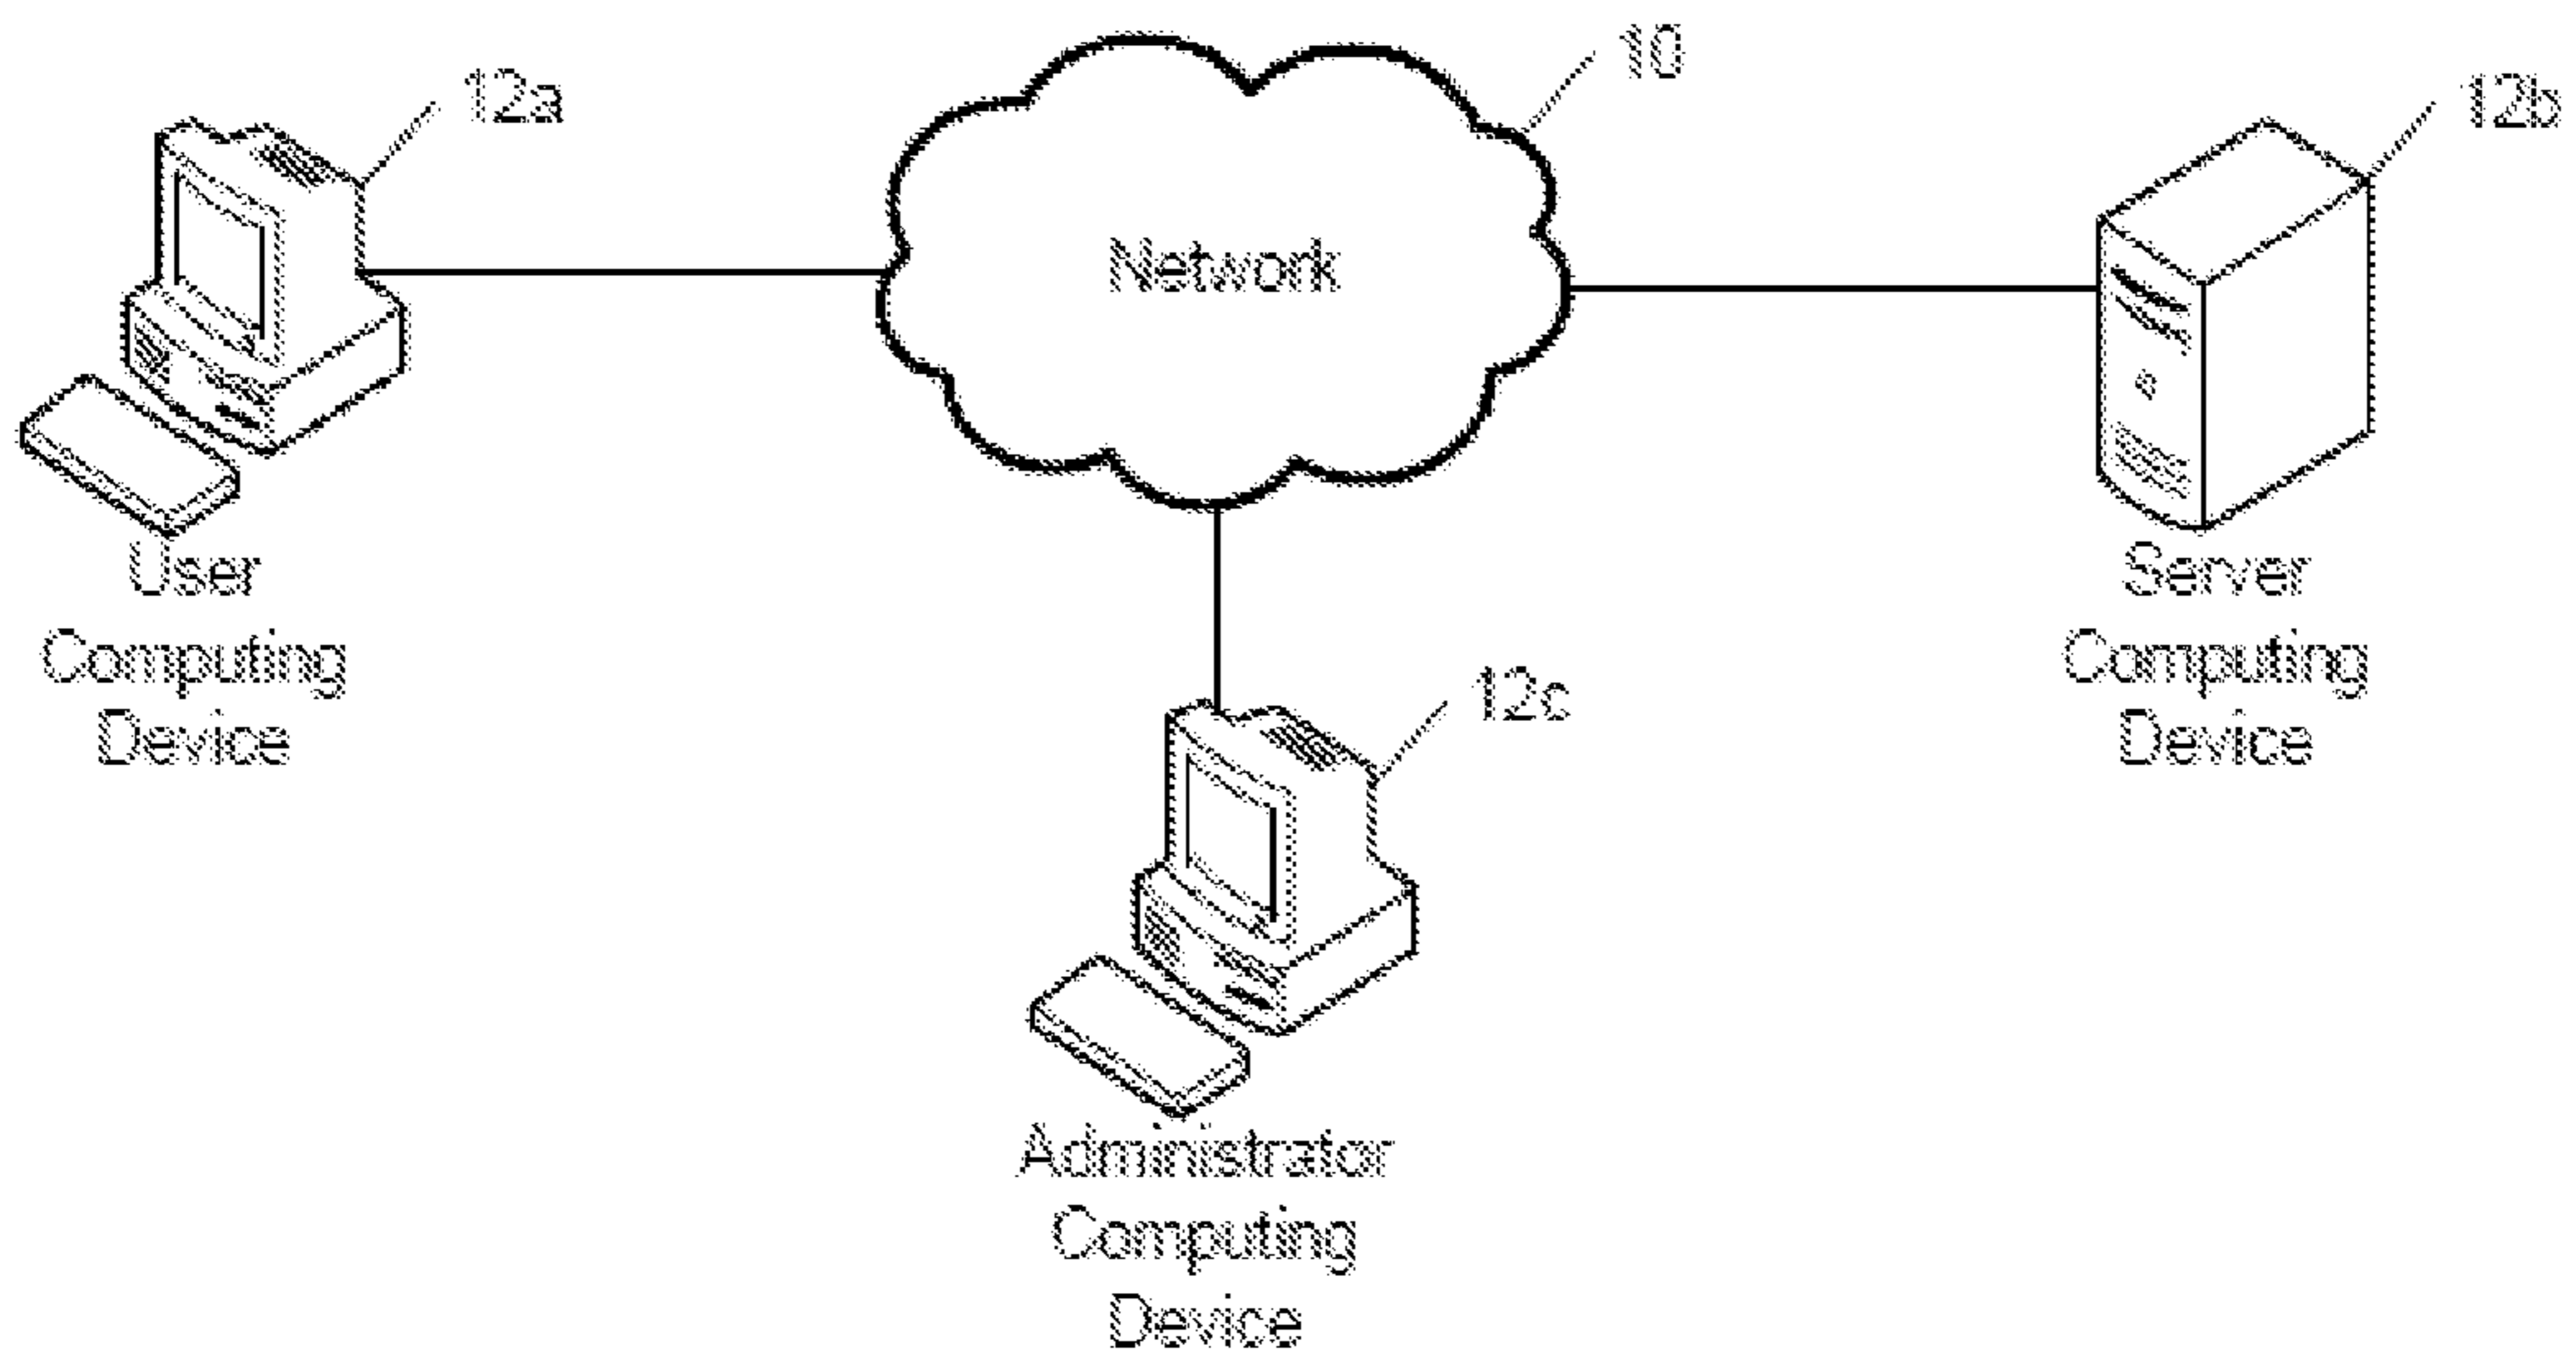 10
12a
12b
Network
User
Computing
Device
Server
Computing
Device
12c
Administrator
Computing
Device